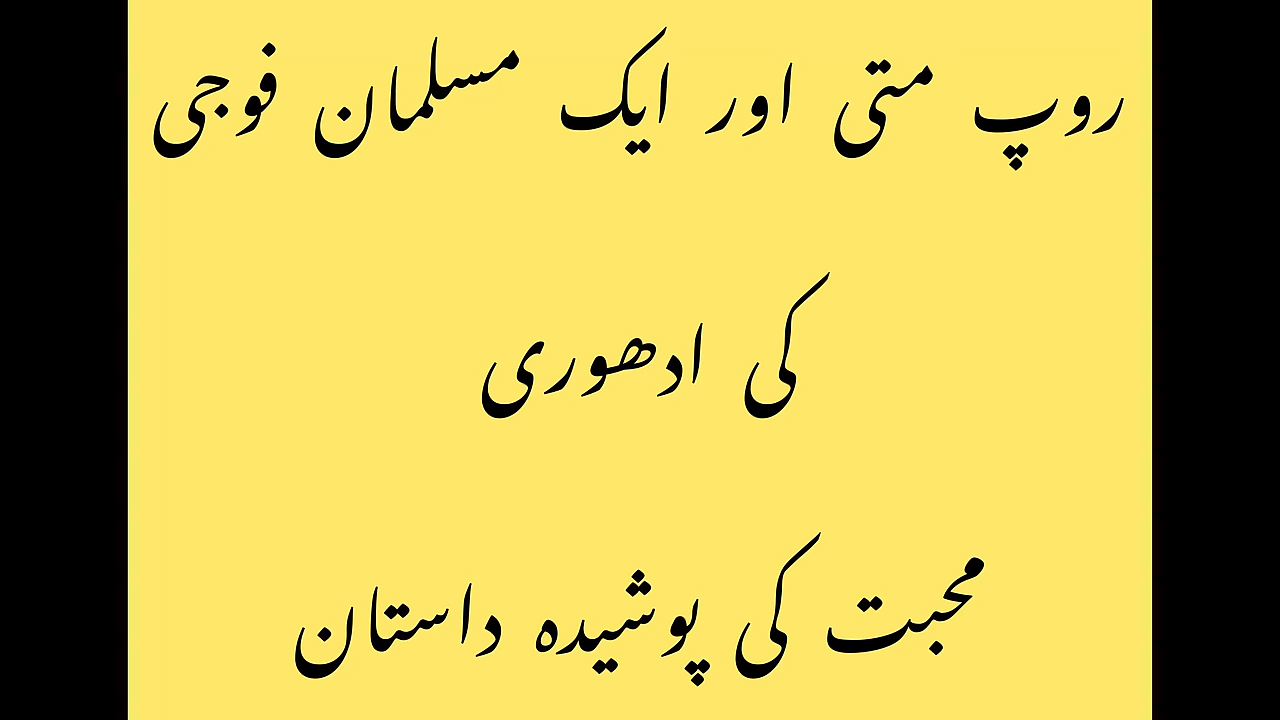 روپ متی اور ایک مسلمان فوجی
کی ادھوری
محبت کی پوشیدہ داستان